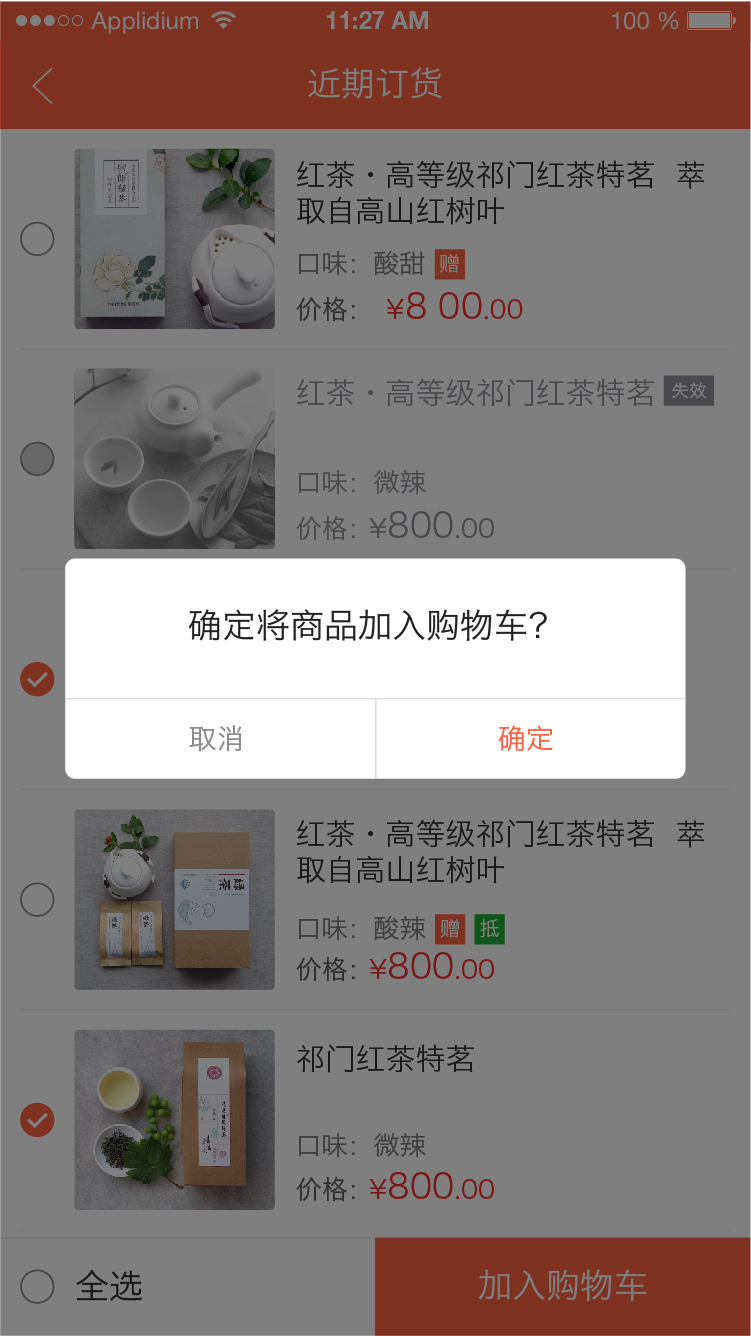 Applidium 11:27 AM 100 %
近期订货
红茶·高等级祁门红茶特茗 萃
取自高山红树叶
口味：酸甜 赠
价格： ¥8 00.00
红茶·高等级祁门红茶特茗 失效
口味：微辣
价格：¥800.00
确定将商品加入购物车？
取消 确定
绿茶
红茶·高等级祁门红茶特茗 萃
取自高山红树叶
口味：酸辣 赠 抵
价格：¥800.00
祁门红茶特茗
口味：微辣
价格：¥800.00
全选 加入购物车